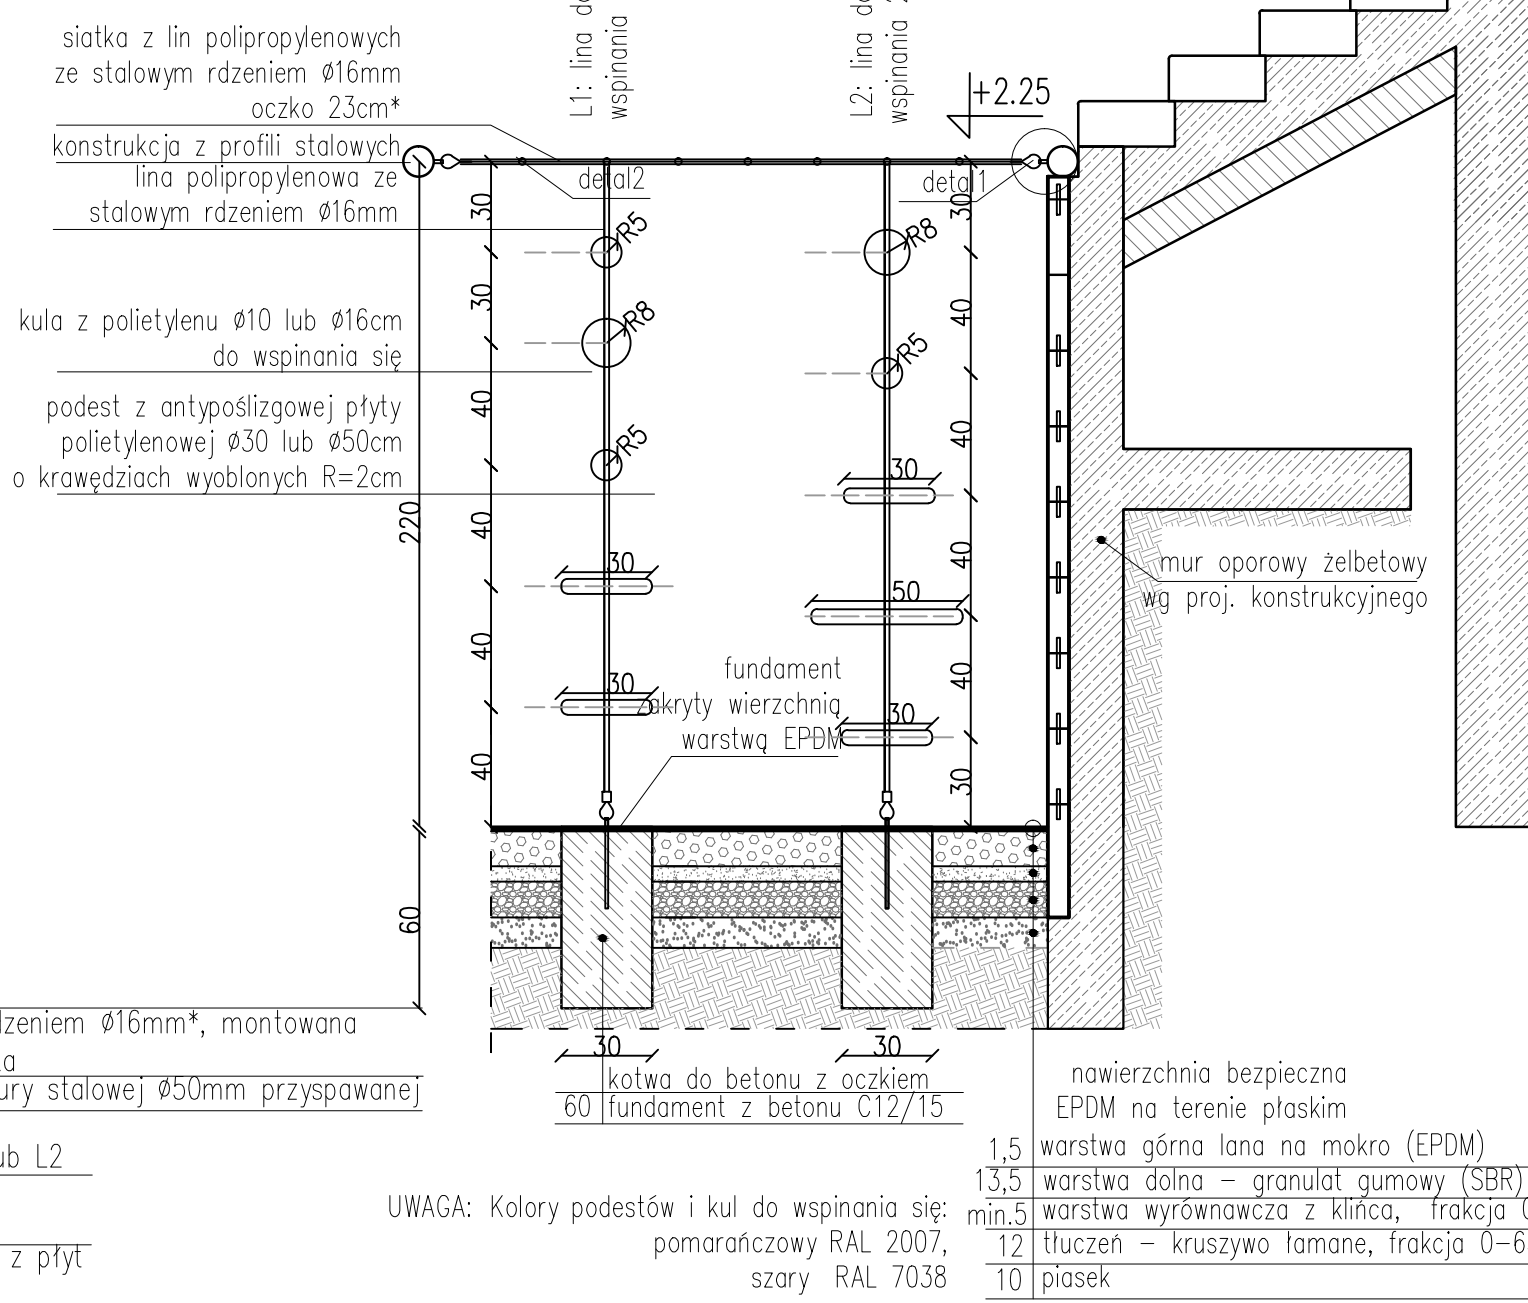 siatka z lin polipropylenowych
ze stalowym rdzeniem Ø16mm
oczko 23cm*
konstrukcja z profili stalowych
lina polipropylenowa ze
stalowym rdzeniem Ø16mm
kula z polietylenu Ø10 lub Ø16cm
do wspinania się
podest z antypoślizgowej płyty
polietylenowej Ø30 lub Ø50cm
o krawędziach wyoblonych R=2cm
L1: lina do
wspinania
L2: lina do
wspinania 2
+2.25
detal2
detal1
30
30
40
40
40
40
220
60
R5
R8
R5
30
30
R8
R5
30
50
30
30
40
40
40
40
30
fundament
zakryty wierzchnią
warstwą EPDM
mur oporowy żelbetowy
wg proj. konstrukcyjnego
30
30
kotwa do betonu z oczkiem
60 fundament z betonu C12/15
dzeniem Ø16mm*, montowana
ury stalowej Ø50mm przyspawanej
ub L2
z płyt
UWAGA: Kolory podestów i kul do wspinania się:
pomarańczowy RAL 2007,
szary RAL 7038
nawierzchnia bezpieczna
EPDM na terenie płaskim
1,5 warstwa górna lana na mokro (EPDM)
13,5 warstwa dolna – granulat gumowy (SBR)
min.5 warstwa wyrównawcza z klińca, frakcja 0
12 tłuczeń – kruszywo łamane, frakcja 0–6
10 piasek